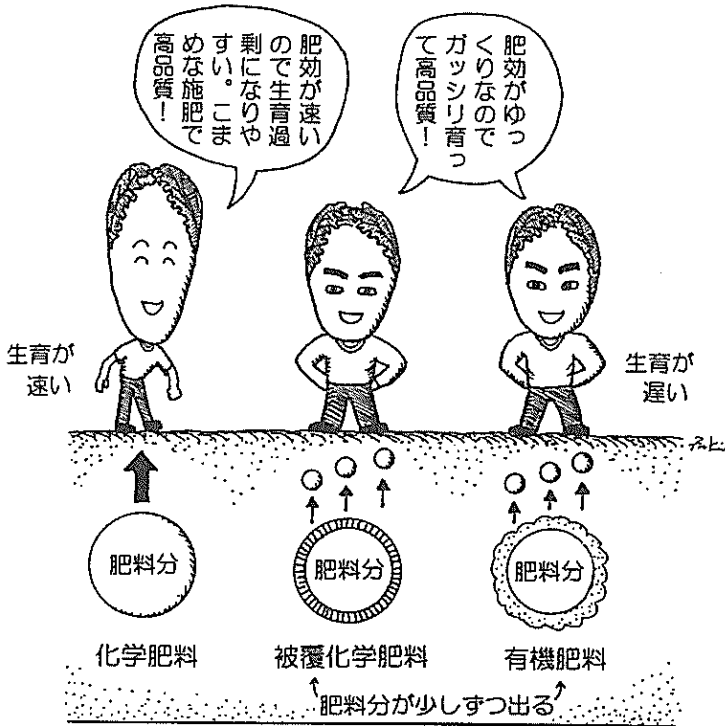 肥効が速い
ので生育過
剰になりや
すい。こま
めな施肥で
高品質！
肥効がゆっ
くりなので
ガッシリ育っ
て高品質！
生育が
速い
生育が
遅い
肥料分
肥料分
肥料分
化学肥料
被覆化学肥料
有機肥料
肥料分が少しずつ出る